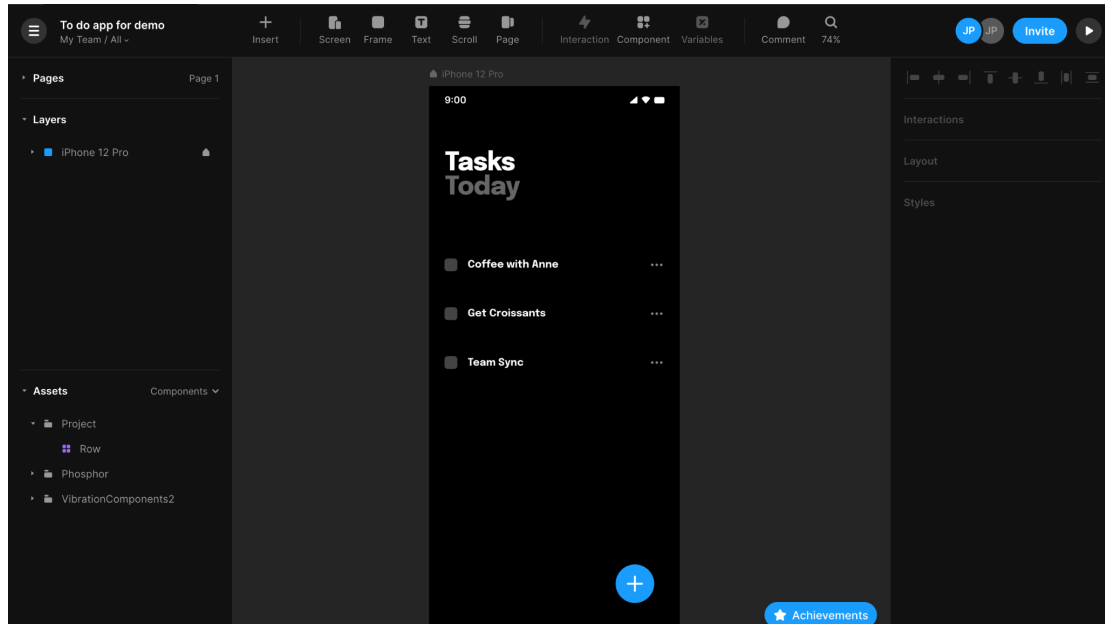 To do app for demo
My Team / All
Insert
Screen
Frame
Text
Scroll
Page
Interaction
Component
Variables
Comment
74%
JP
JP
Invite
Pages
Page 1
Layers
iPhone 12 Pro
Assets
Components
Project
Row
Phosphor
VibrationComponents2
iPhone 12 Pro
9:00
Tasks
Today
Coffee with Anne
Get Croissants
Team Sync
Achievements
Interactions
Layout
Styles